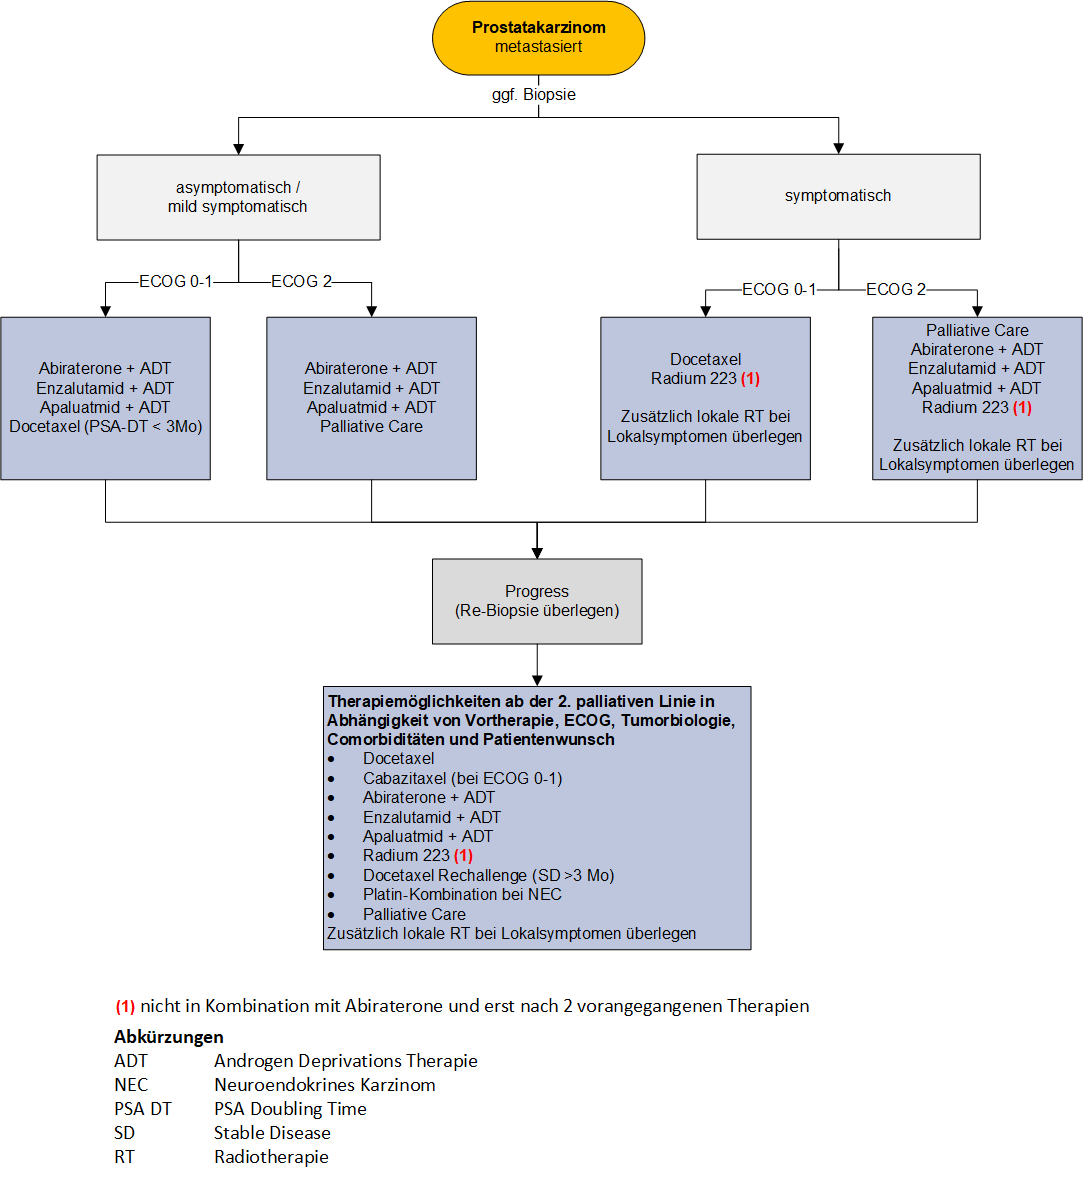 Prostatakarzinom
metastasiert
ggf. Biopsie
asymptomatisch /
mild symptomatisch
symptomatisch
ECOG 0-1
ECOG 2
ECOG 0-1
ECOG 2
Abiraterone + ADT
Enzalutamid + ADT
Apaluatmid + ADT
Docetaxel (PSA-DT < 3Mo)
Abiraterone + ADT
Enzalutamid + ADT
Apaluatmid + ADT
Palliative Care
Docetaxel
Radium 223 (1)
Zusätzlich lokale RT bei
Lokalsymptomen überlegen
Palliative Care
Abiraterone + ADT
Enzalutamid + ADT
Apaluatmid + ADT
Radium 223 (1)
Zusätzlich lokale RT bei
Lokalsymptomen überlegen
Progress
(Re-Biopsie überlegen)
Therapiemöglichkeiten ab der 2. palliativen Linie in
Abhängigkeit von Vortherapie, ECOG, Tumorbiologie,
Comorbiditäten und Patientenwunsch
• Docetaxel
• Cabazitaxel (bei ECOG 0-1)
• Abiraterone + ADT
• Enzalutamid + ADT
• Apaluatmid + ADT
• Radium 223 (1)
• Docetaxel Rechallenge (SD >3 Mo)
• Platin-Kombination bei NEC
• Palliative Care
Zusätzlich lokale RT bei Lokalsymptomen überlegen
(1) nicht in Kombination mit Abiraterone und erst nach 2 vorangegangenen Therapien
Abkürzungen
ADT Androgen Deprivations Therapie
NEC Neuroendokrines Karzinom
PSA DT PSA Doubling Time
SD Stable Disease
RT Radiotherapie